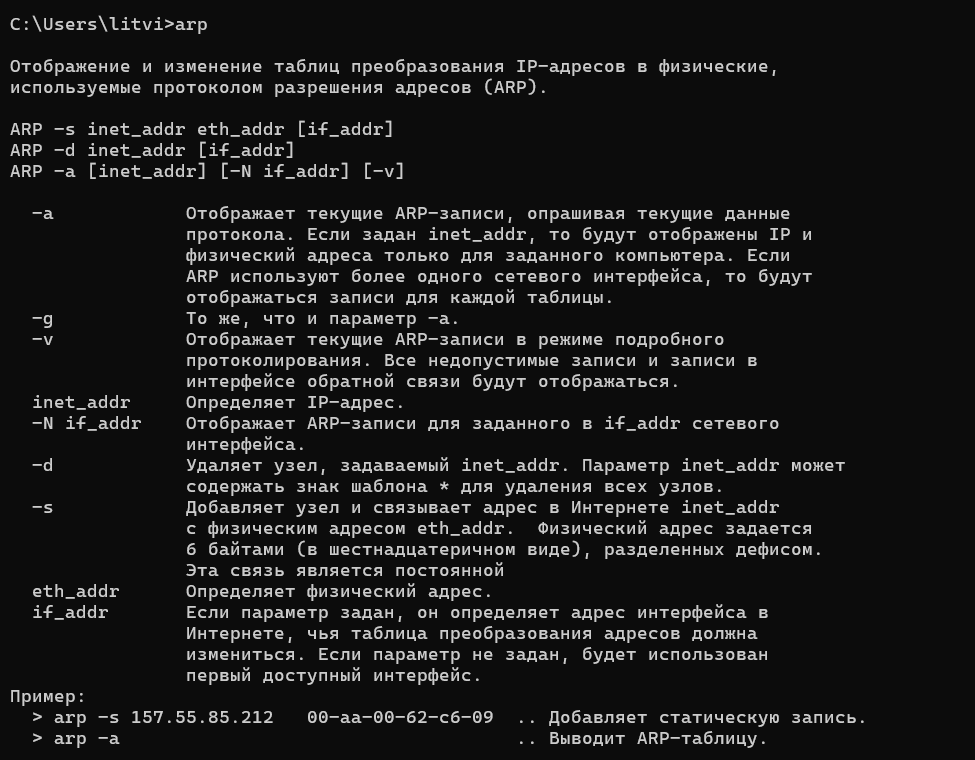 C:\Users\litvi>arp
Отображение и изменение таблиц преобразования IP-адресов в физические,
используемые протоколом разрешения адресов (ARP).
ARP -s inet_addr eth_addr [if_addr]
ARP -d inet_addr [if_addr]
ARP -a [inet_addr] [-N if_addr] [-v]
-a Отображает текущие ARP-записи, опрашивая текущие данные
протокола. Если задан inet_addr, то будут отображены IP и
физический адреса только для заданного компьютера. Если
ARP используют более одного сетевого интерфейса, то будут
отображаться записи для каждой таблицы.
-g То же, что и параметр -a.
-v Отображает текущие ARP-записи в режиме подробного
протоколирования. Все недопустимые записи и записи в
интерфейсе обратной связи будут отображаться.
inet_addr Определяет IP-адрес.
-N if_addr Отображает ARP-записи для заданного в if_addr сетевого
интерфейса.
-d Удаляет узел, задаваемый inet_addr. Параметр inet_addr может
содержать знак шаблона * для удаления всех узлов.
-s Добавляет узел и связывает адрес в Интернете inet_addr
с физическим адресом eth_addr.  Физический адрес задается
6 байтами (в шестнадцатеричном виде), разделенных дефисом.
Эта связь является постоянной
eth_addr Определяет физический адрес.
if_addr Если параметр задан, он определяет адрес интерфейса в
Интернете, чья таблица преобразования адресов должна
измениться. Если параметр не задан, будет использован
первый доступный интерфейс.
Пример:
> arp -s 157.55.85.212   00-aa-00-62-c6-09  .. Добавляет статическую запись.
> arp -a .. Выводит ARP-таблицу.